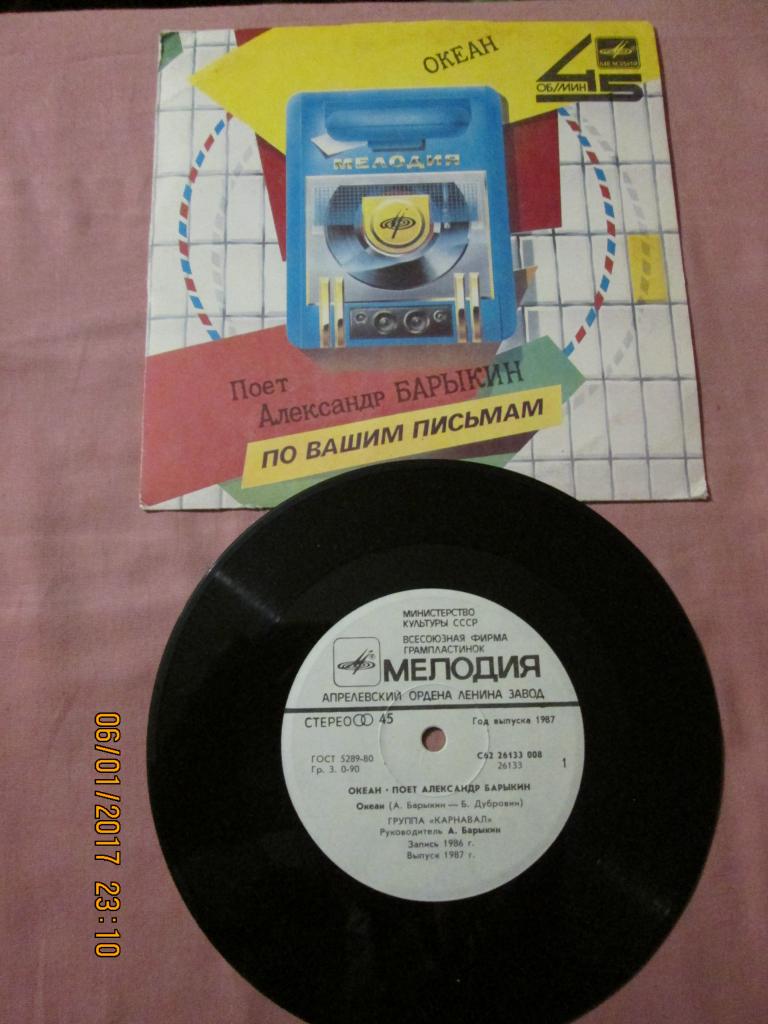 ОКЕАН
45
ОБ/МИН
МЕЛОДИЯ
МЕЛОДИЯ
Поет
Александр БАРЫКИН
ПО ВАШИМ ПИСЬМАМ
МИНИСТЕРСТВО
КУЛЬТУРЫ СССР
ВСЕСОЮЗНАЯ ФИРМА
ГРАМПЛАСТИНОК
МЕЛОДИЯ
АПРЕЛЕВСКИЙ ОРДЕНА ЛЕНИНА ЗАВОД
СТЕРЕО 45
Год выпуска 1987
ГОСТ 5289-80
Гр. 3. 0-90
С62 26133 008
26133
1
ОКЕАН · ПОЕТ АЛЕКСАНДР БАРЫКИН
Океан (А. Барыкин — Б. Дубровин)
ГРУППА «КАРНАВАЛ»
Руководитель А. Барыкин
Запись 1986 г.
Выпуск 1987 г.
06/01/2017 23:10